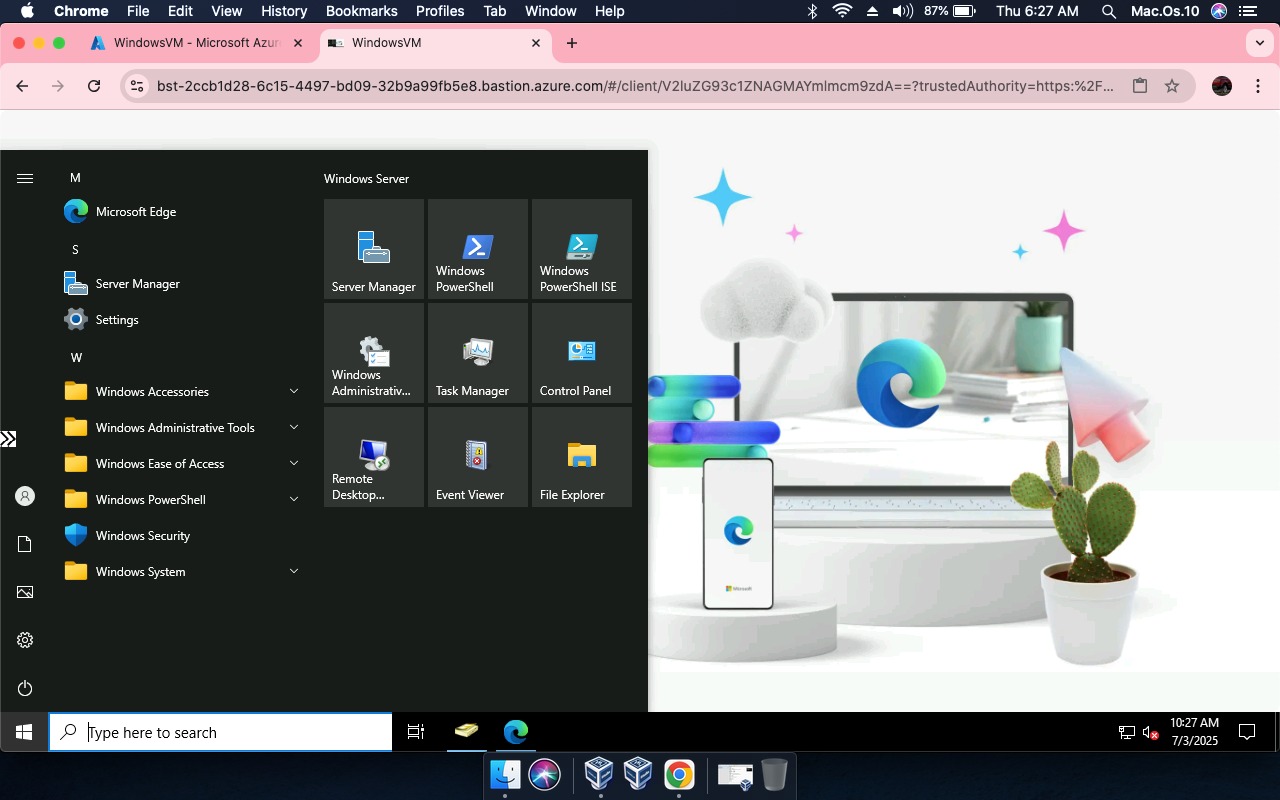 Chrome File Edit View History Bookmarks Profiles Tab Window Help 87% Thu 6:27 AM Mac.Os.10
WindowsVM - Microsoft Azur WindowsVM
bst-2ccb1d28-6c15-4497-bd09-32b9a99fb5e8.bastion.azure.com/#/client/V2luZG93c1ZNAGMAYmlmcm9zdA==?trustedAuthority=https:%2F...
M
Microsoft Edge
S
Server Manager
Settings
W
Windows Accessories
Windows Administrative Tools
Windows Ease of Access
Windows PowerShell
Windows Security
Windows System
Windows Server
Server Manager
Windows
PowerShell
Windows
PowerShell ISE
Windows
Administrativ...
Task Manager
Control Panel
Remote
Desktop...
Event Viewer
File Explorer
Microsoft
Type here to search
10:27 AM
7/3/2025